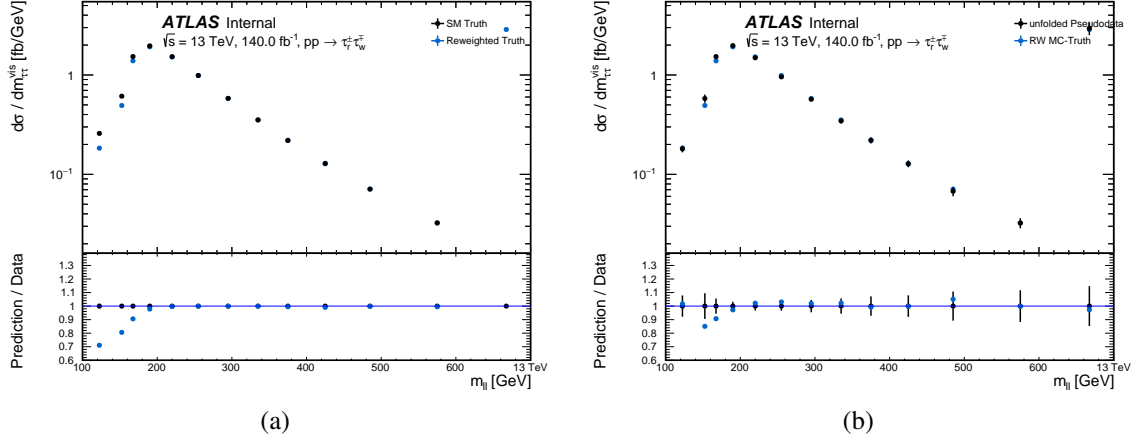 ATLAS Internal
√s = 13 TeV, 140.0 fb⁻¹, pp → τᵣ±τ_w∓
SM Truth
Reweighted Truth
dσ / dm^vis_ττ [fb/GeV]
1
10⁻¹
Prediction / Data
1.3
1.2
1.1
1
0.9
0.8
0.7
0.6
100 200 300 400 500 600 13 TeV
m_ll [GeV]
(a)
ATLAS Internal
√s = 13 TeV, 140.0 fb⁻¹, pp → τᵣ±τ_w∓
unfolded Pseudodata
RW MC-Truth
dσ / dm^vis_ττ [fb/GeV]
1
10⁻¹
Prediction / Data
1.3
1.2
1.1
1
0.9
0.8
0.7
0.6
100 200 300 400 500 600 13 TeV
m_ll [GeV]
(b)